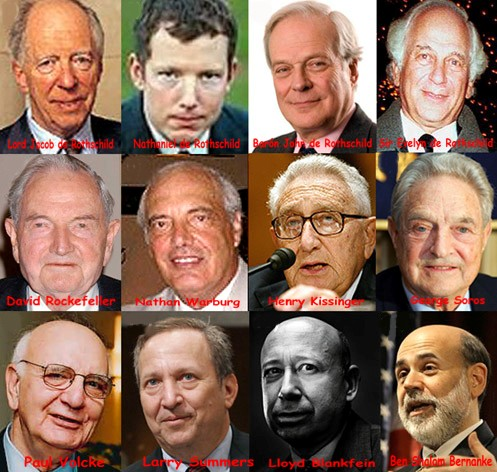 Lord Jacob de Rothschild
Nathaniel de Rothschild
Baron John de Rothschild
Sir Evelyn de Rothschild
David Rockefeller
Nathan Warburg
Henry Kissinger
George Soros
Paul Volcke
Larry Summers
Lloyd Blankfein
Ben Shalom Bernanke